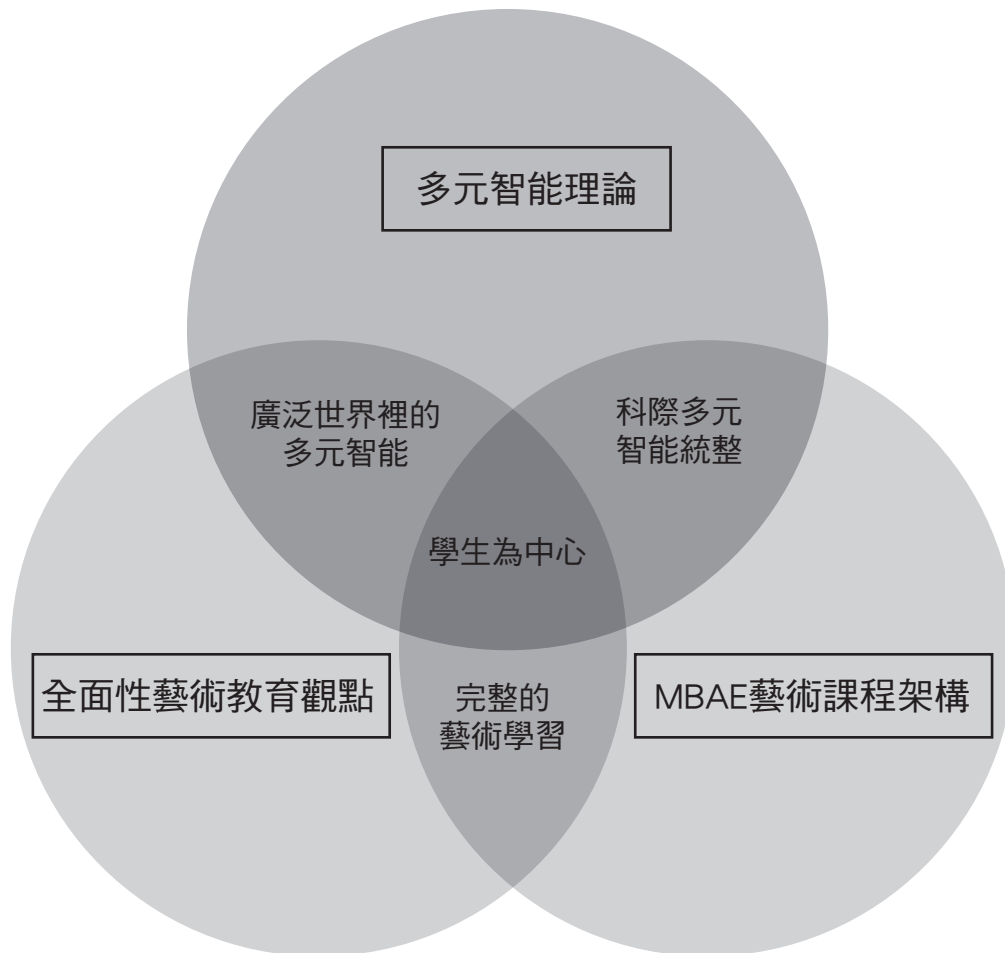 多元智能理論
廣泛世界裡的
多元智能
科際多元
智能統整
學生為中心
全面性藝術教育觀點
完整的
藝術學習
MBAE藝術課程架構